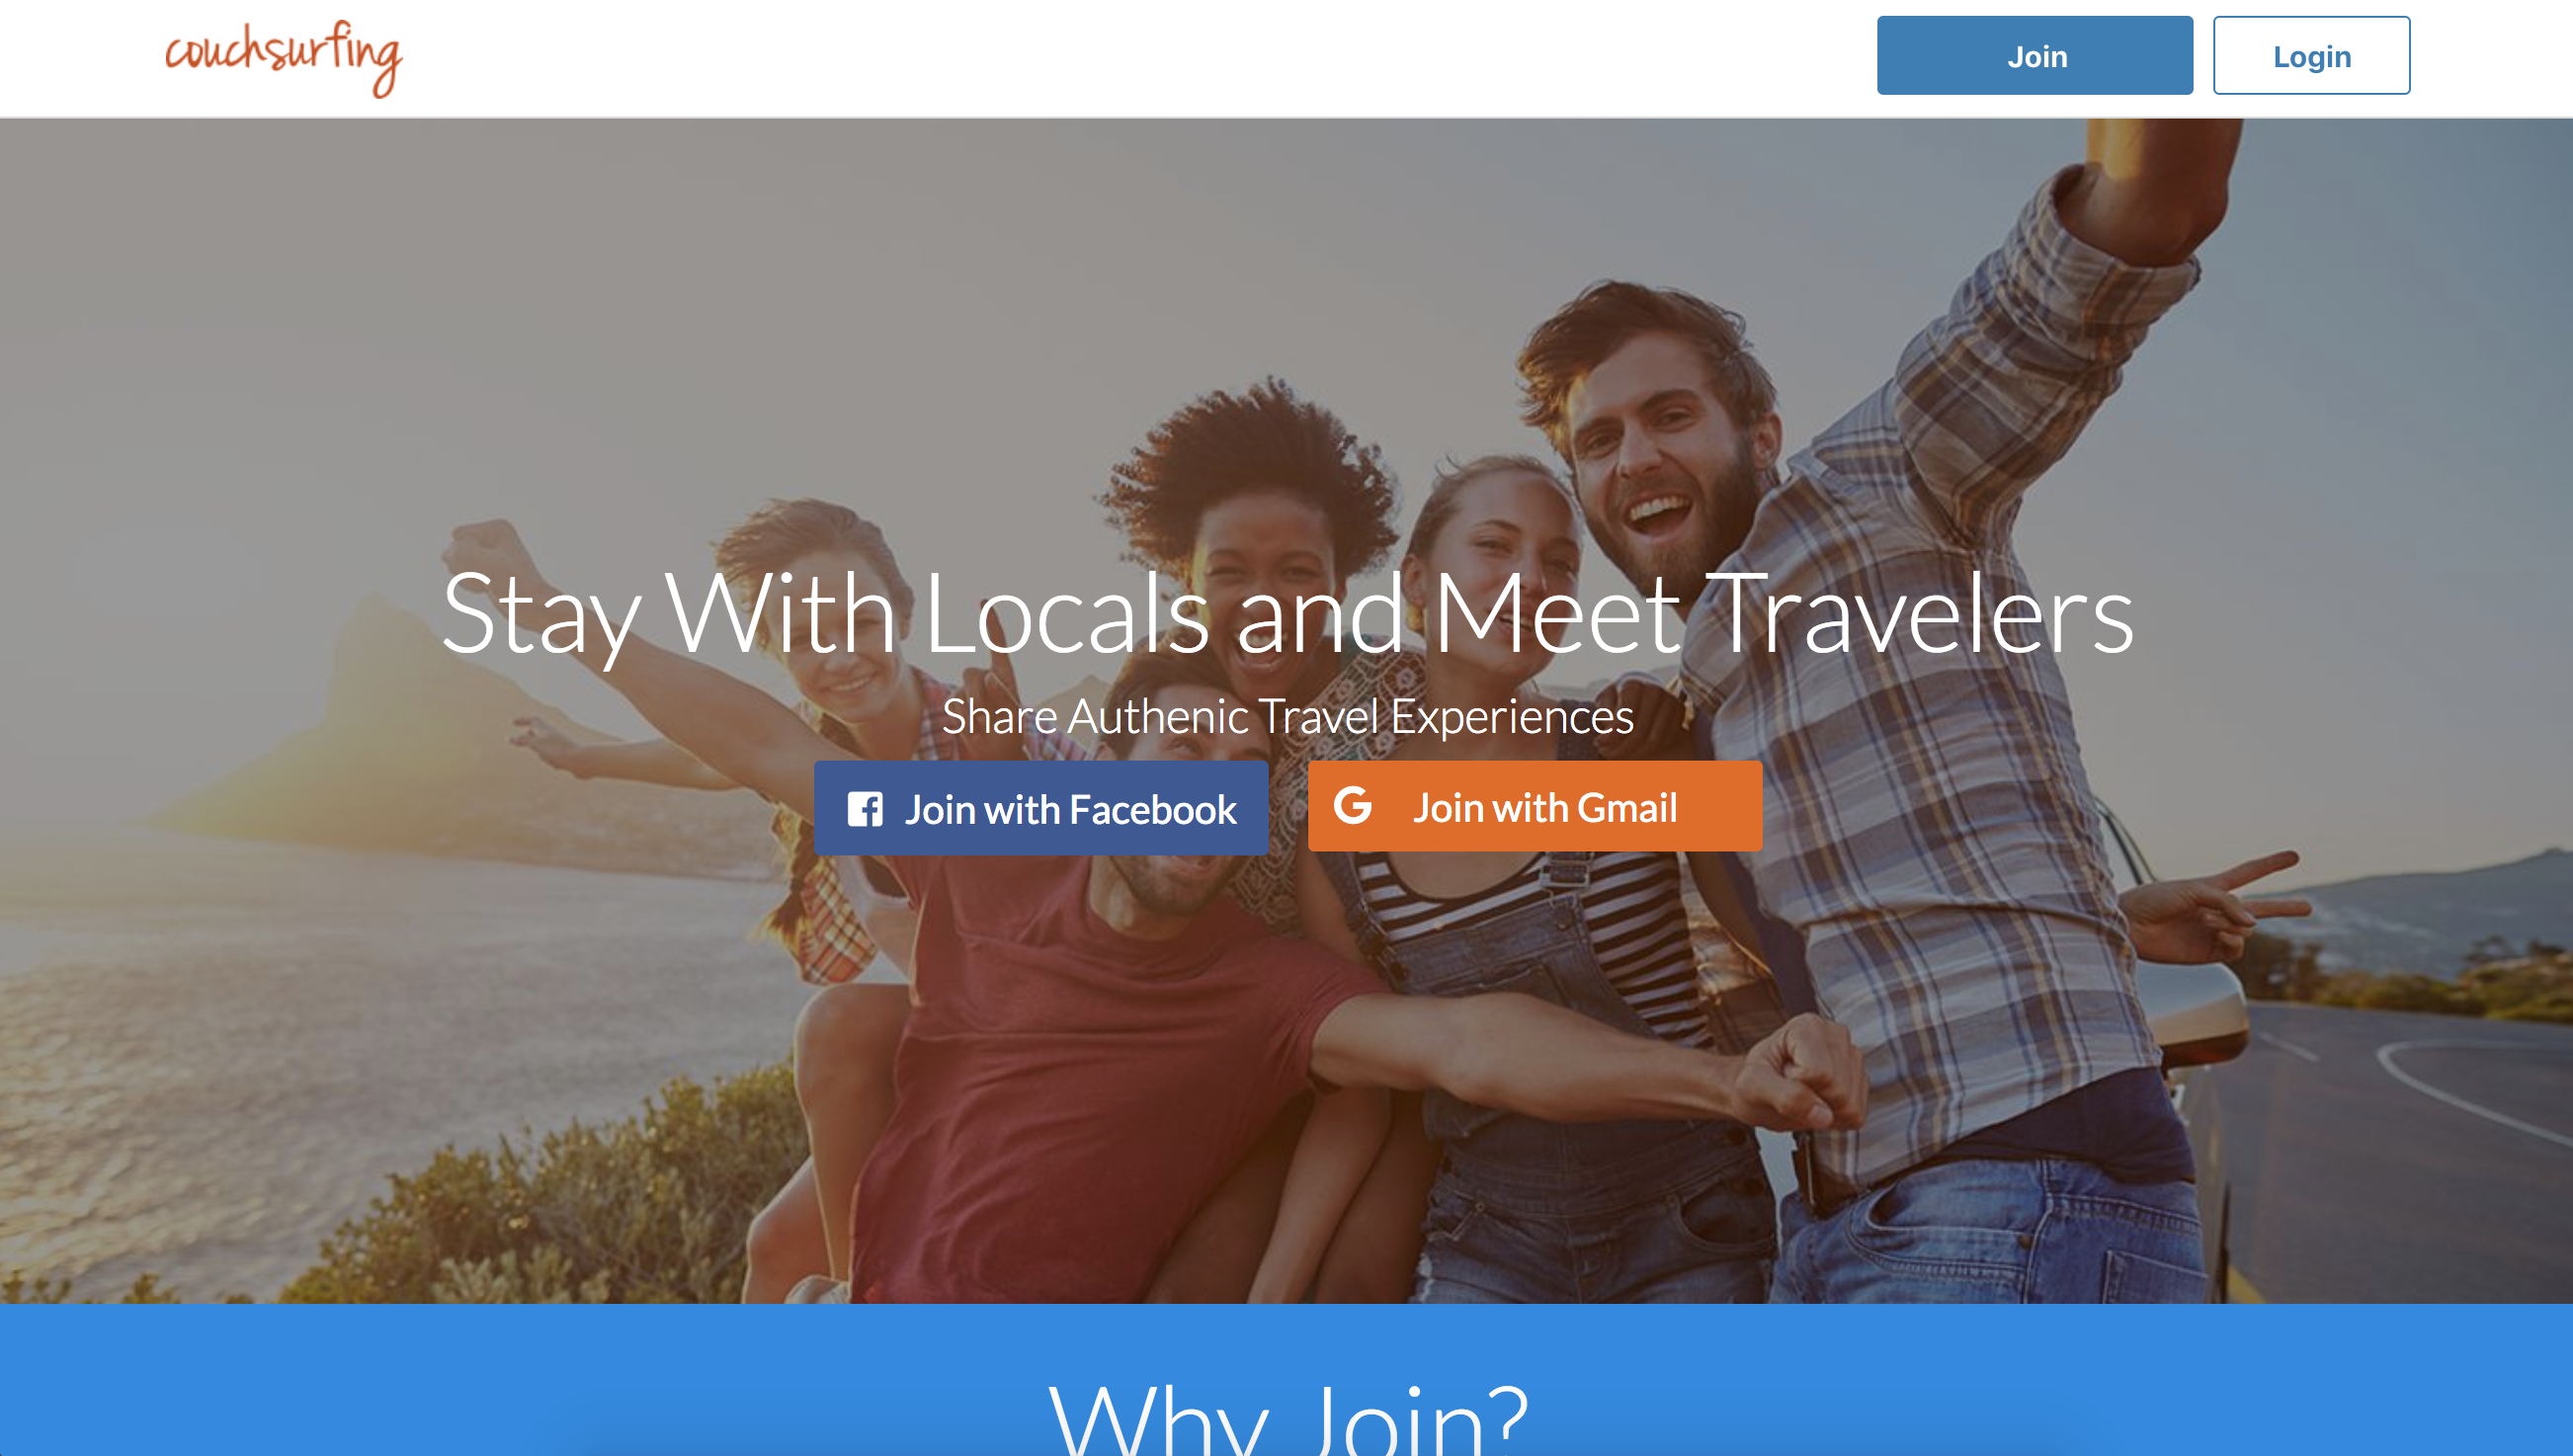 couchsurfing
Join
Login
Stay With Locals and Meet Travelers
Share Authenic Travel Experiences
Join with Facebook
Join with Gmail
Why Join?